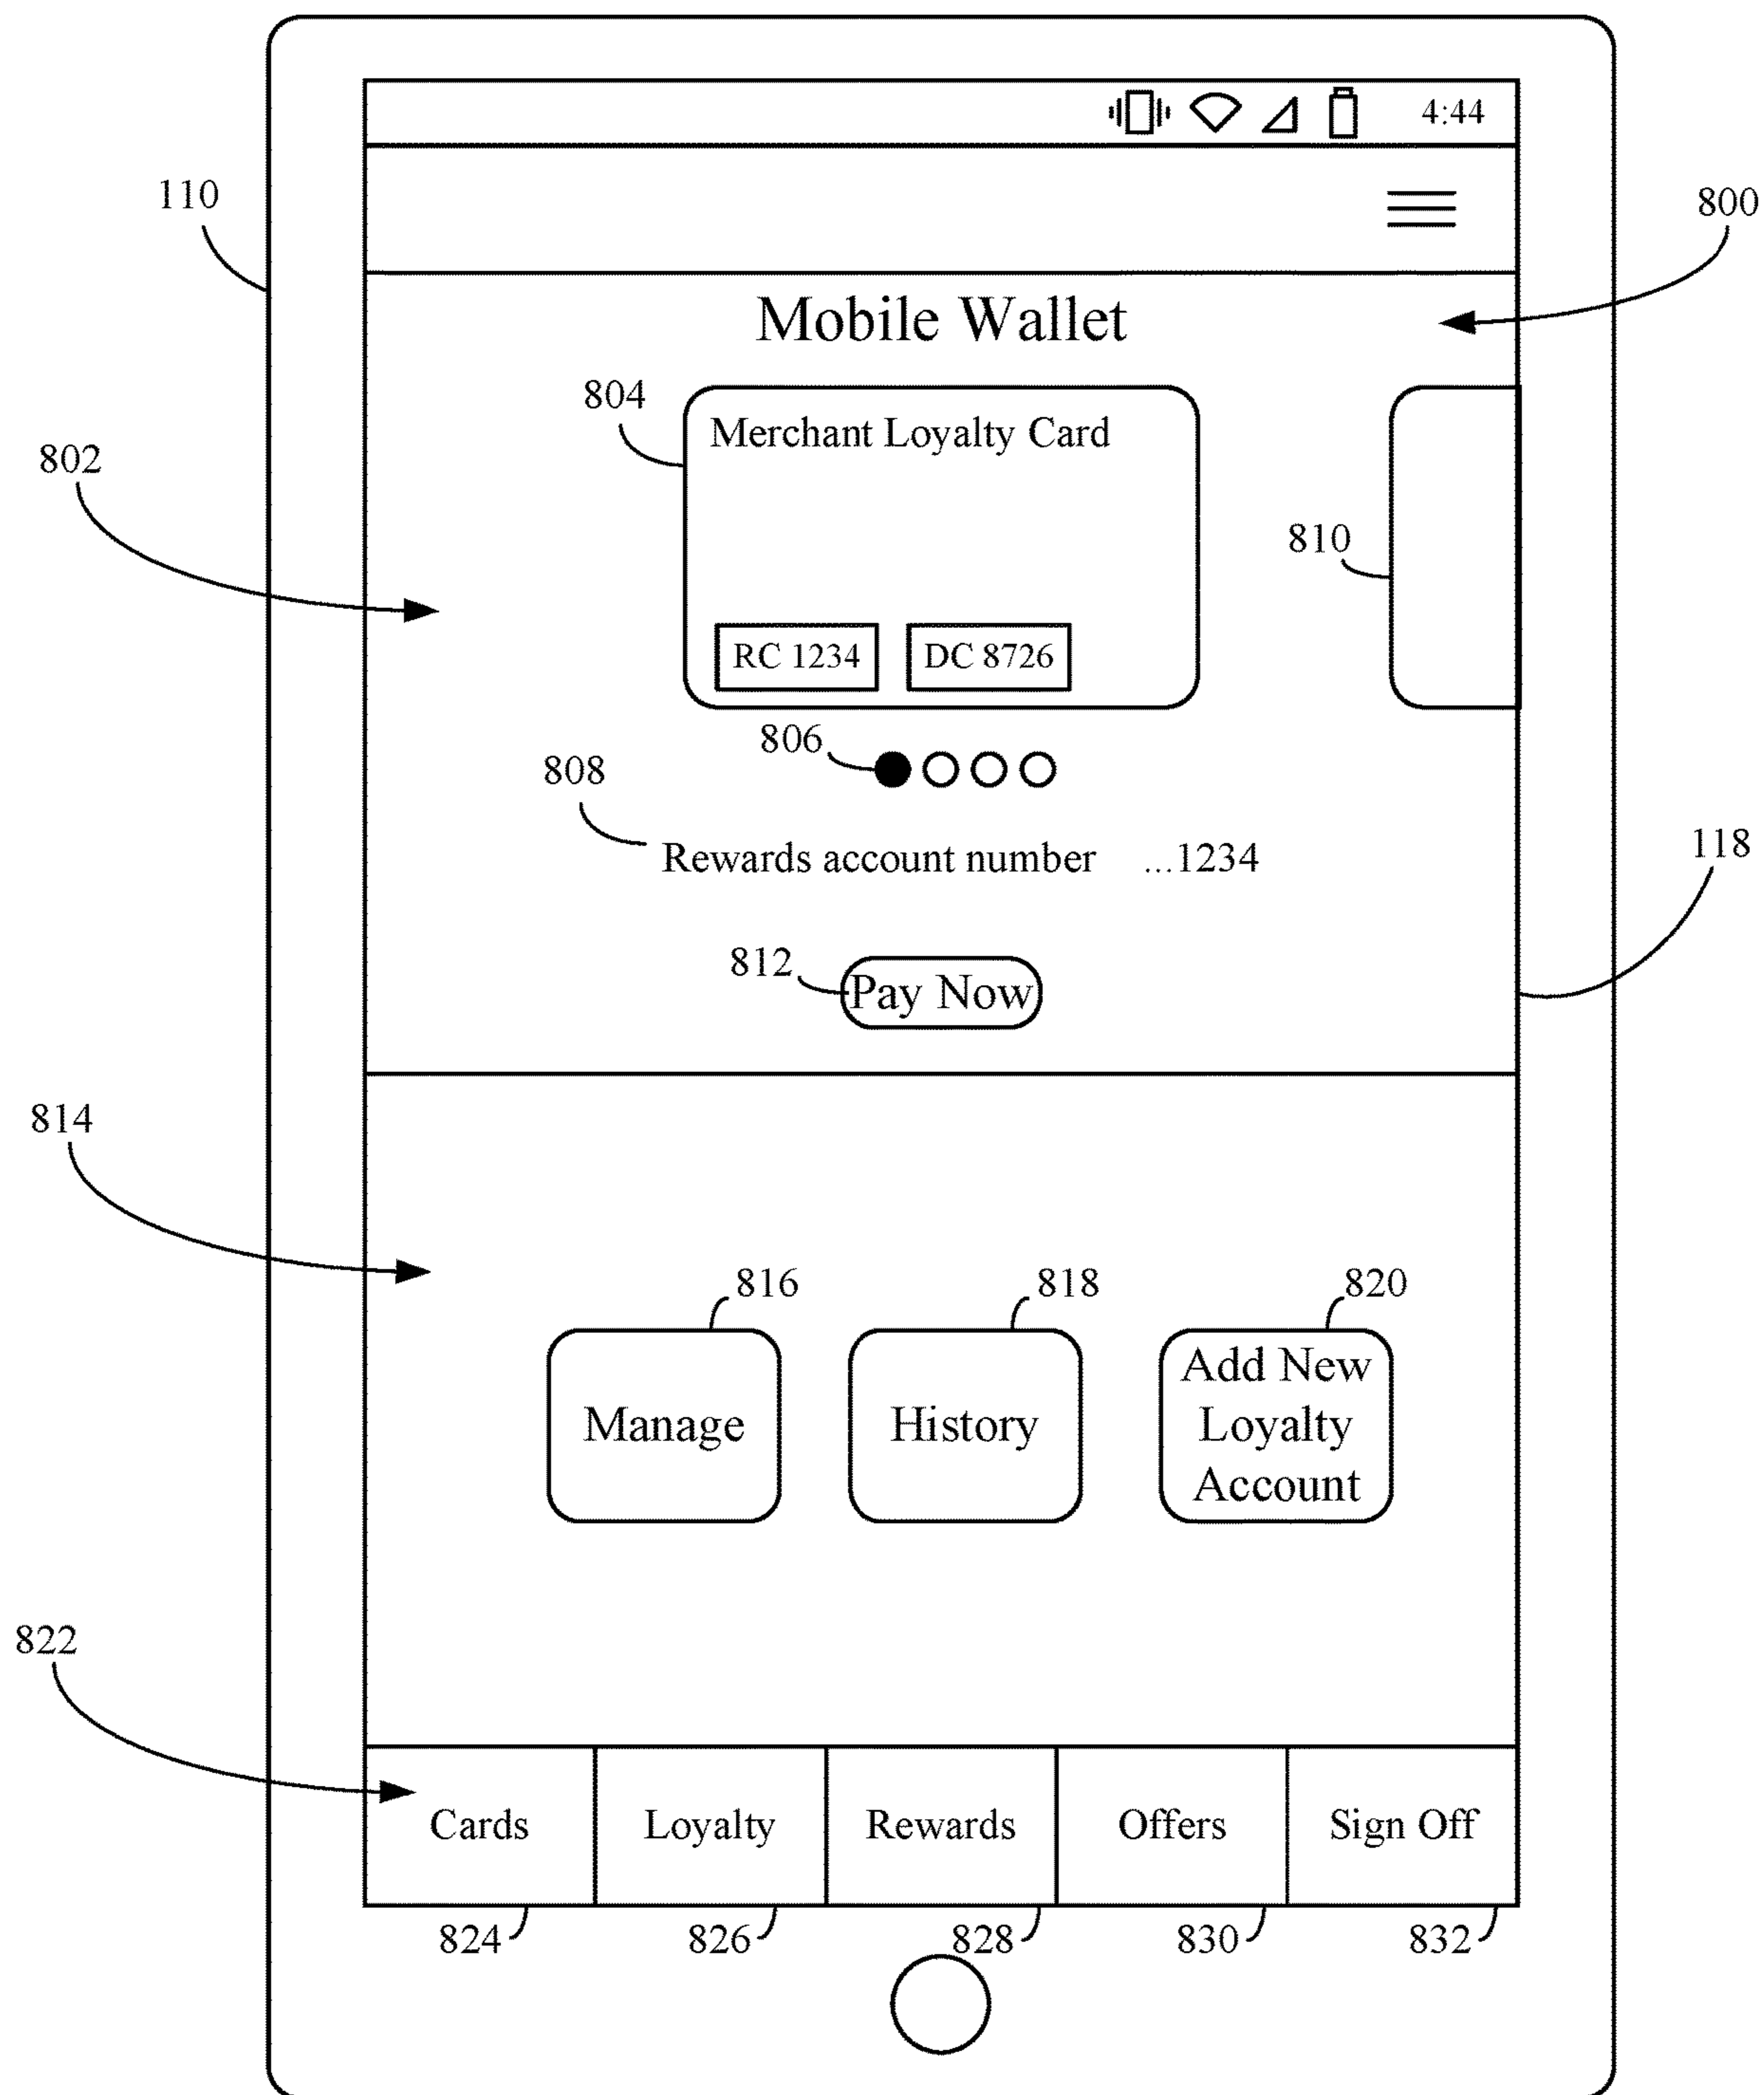 4:44
110
800
Mobile Wallet
804
Merchant Loyalty Card
802
810
RC 1234 DC 8726
806
808
Rewards account number ...1234
118
812
Pay Now
814
816 818 820
Manage
History
Add New
Loyalty
Account
822
Cards Loyalty Rewards Offers Sign Off
824 826 828 830 832